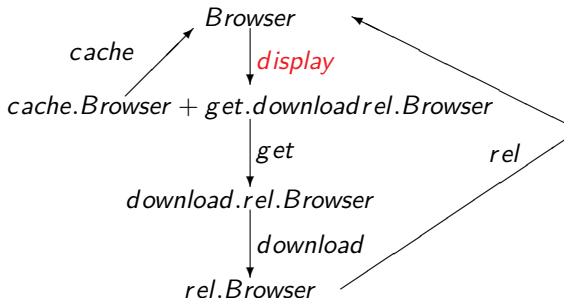 Browser
cache
display
cache.Browser + get.downloadrel.Browser
get
rel
download.rel.Browser
download
rel.Browser